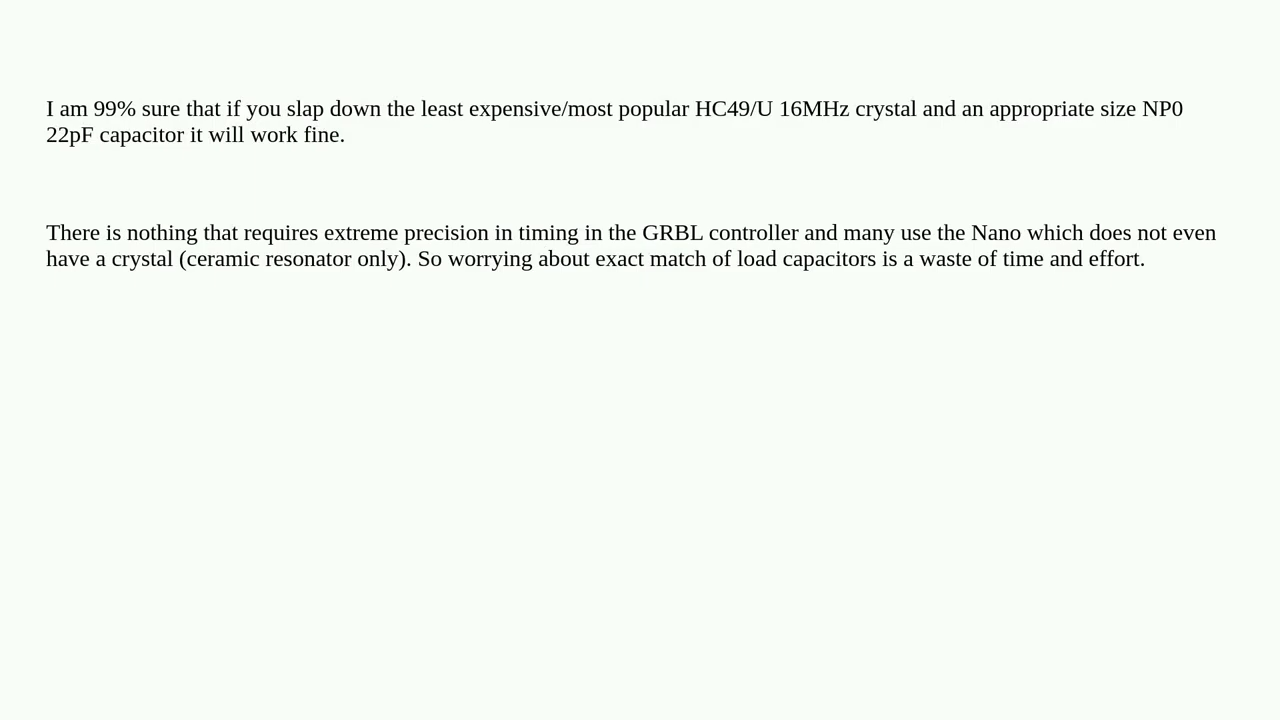 I am 99% sure that if you slap down the least expensive/most popular HC49/U 16MHz crystal and an appropriate size NP0
22pF capacitor it will work fine.
There is nothing that requires extreme precision in timing in the GRBL controller and many use the Nano which does not even
have a crystal (ceramic resonator only). So worrying about exact match of load capacitors is a waste of time and effort.